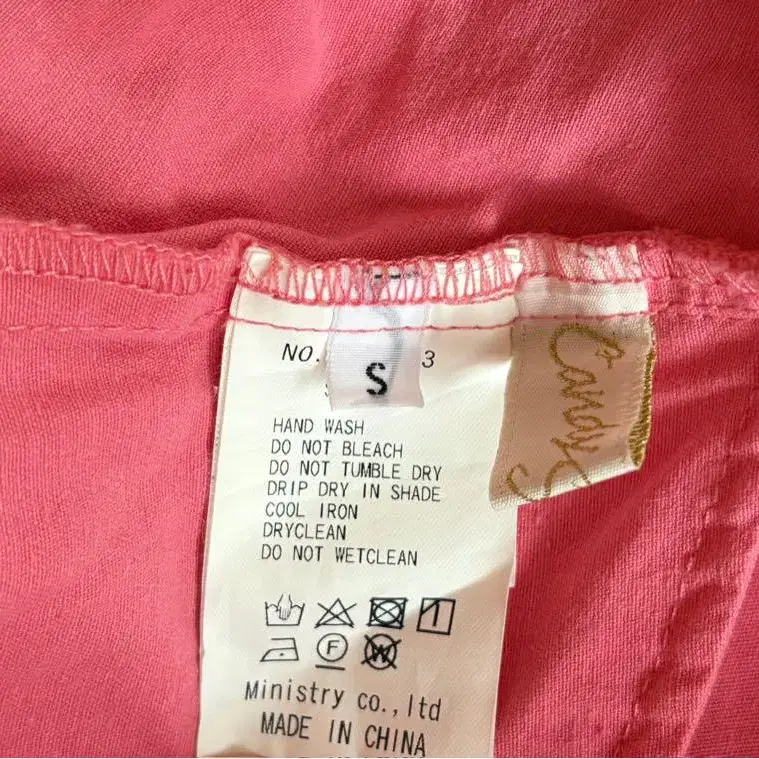 NO. 3
S
Candy
HAND WASH
DO NOT BLEACH
DO NOT TUMBLE DRY
DRIP DRY IN SHADE
COOL IRON
DRYCLEAN
DO NOT WETCLEAN
F
W
Ministry co.,ltd
MADE IN CHINA